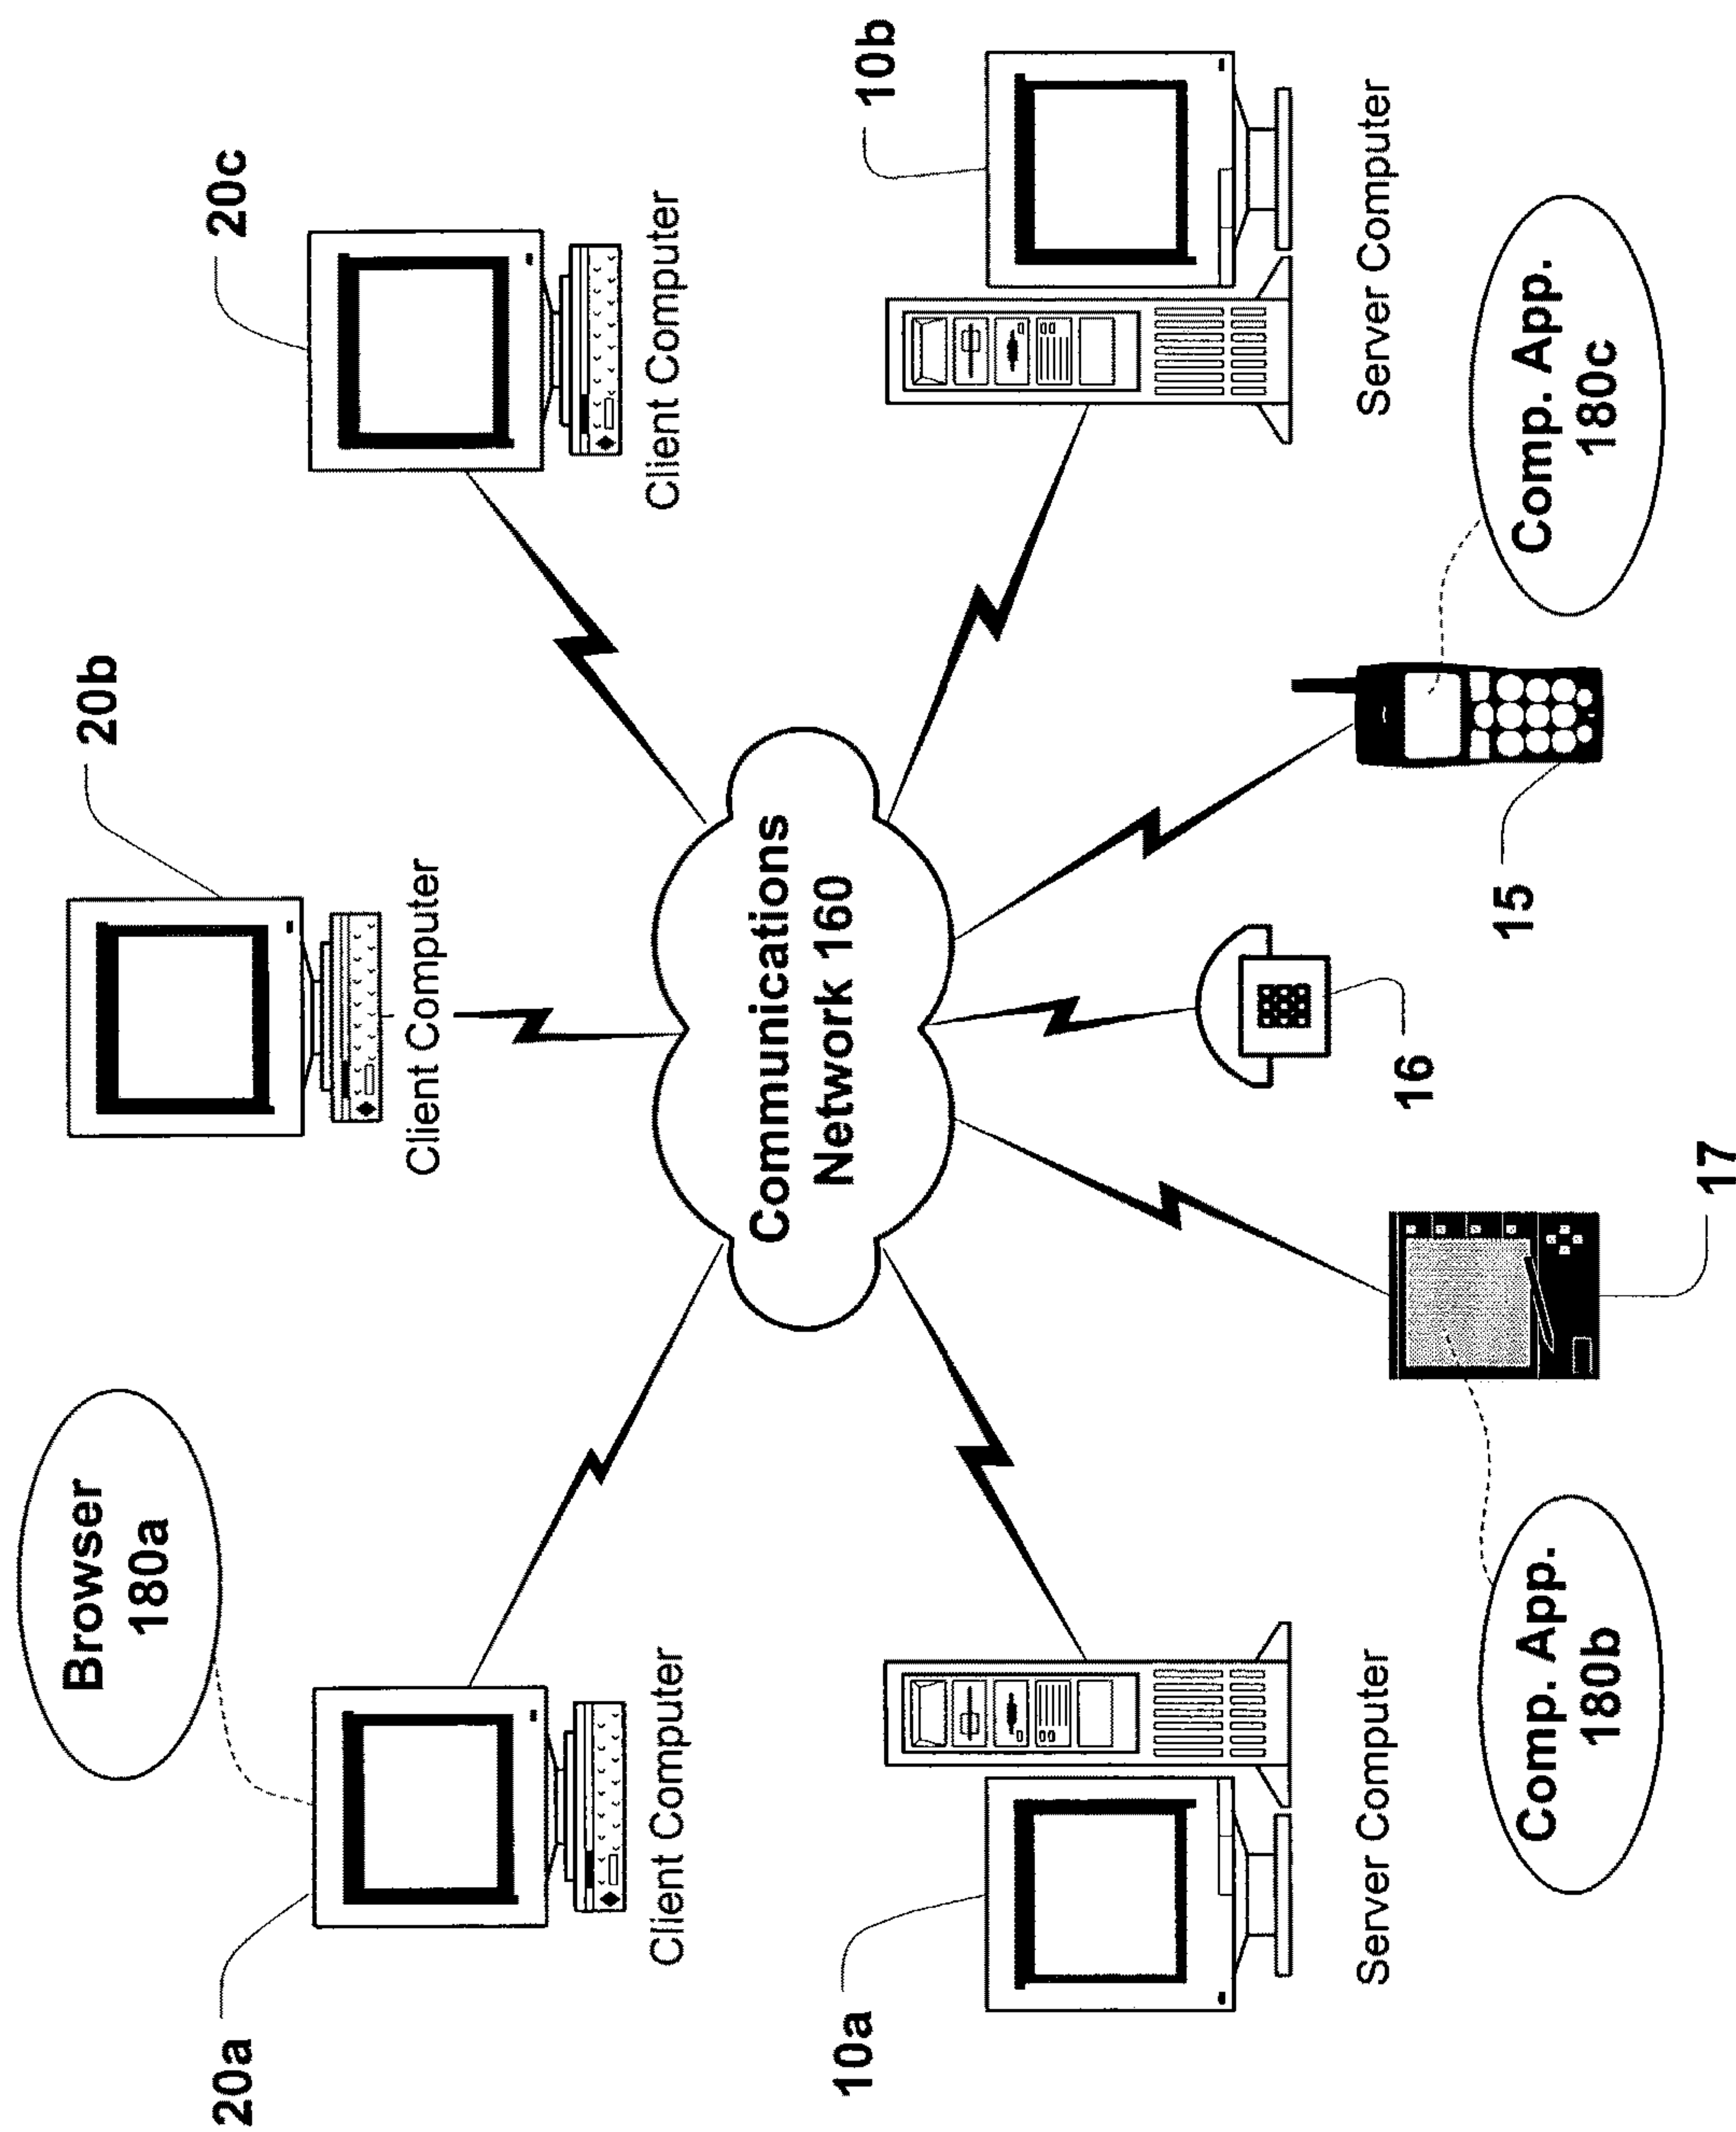 20b
Browser
180a
20c
20a
Client Computer
Client Computer
Client Computer
Communications
Network 160
10a
10b
16
15
Server Computer
Server Computer
17
Comp. App.
180b
Comp. App.
180c